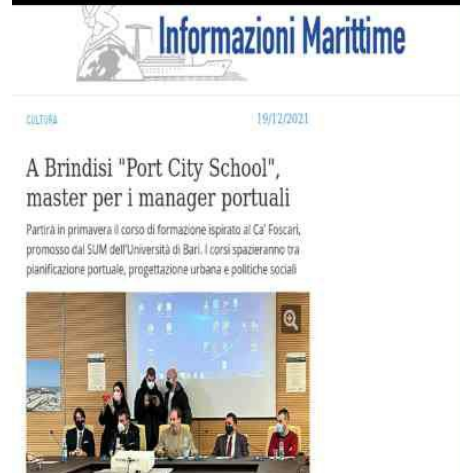 Informazioni Marittime
CULTURA
19/12/2021
A Brindisi "Port City School",
master per i manager portuali
Partirà in primavera il corso di formazione ispirato al Ca' Foscari,
promosso dal SUM dell'Università di Bari. I corsi spazieranno tra
pianificazione portuale, progettazione urbana e politiche sociali